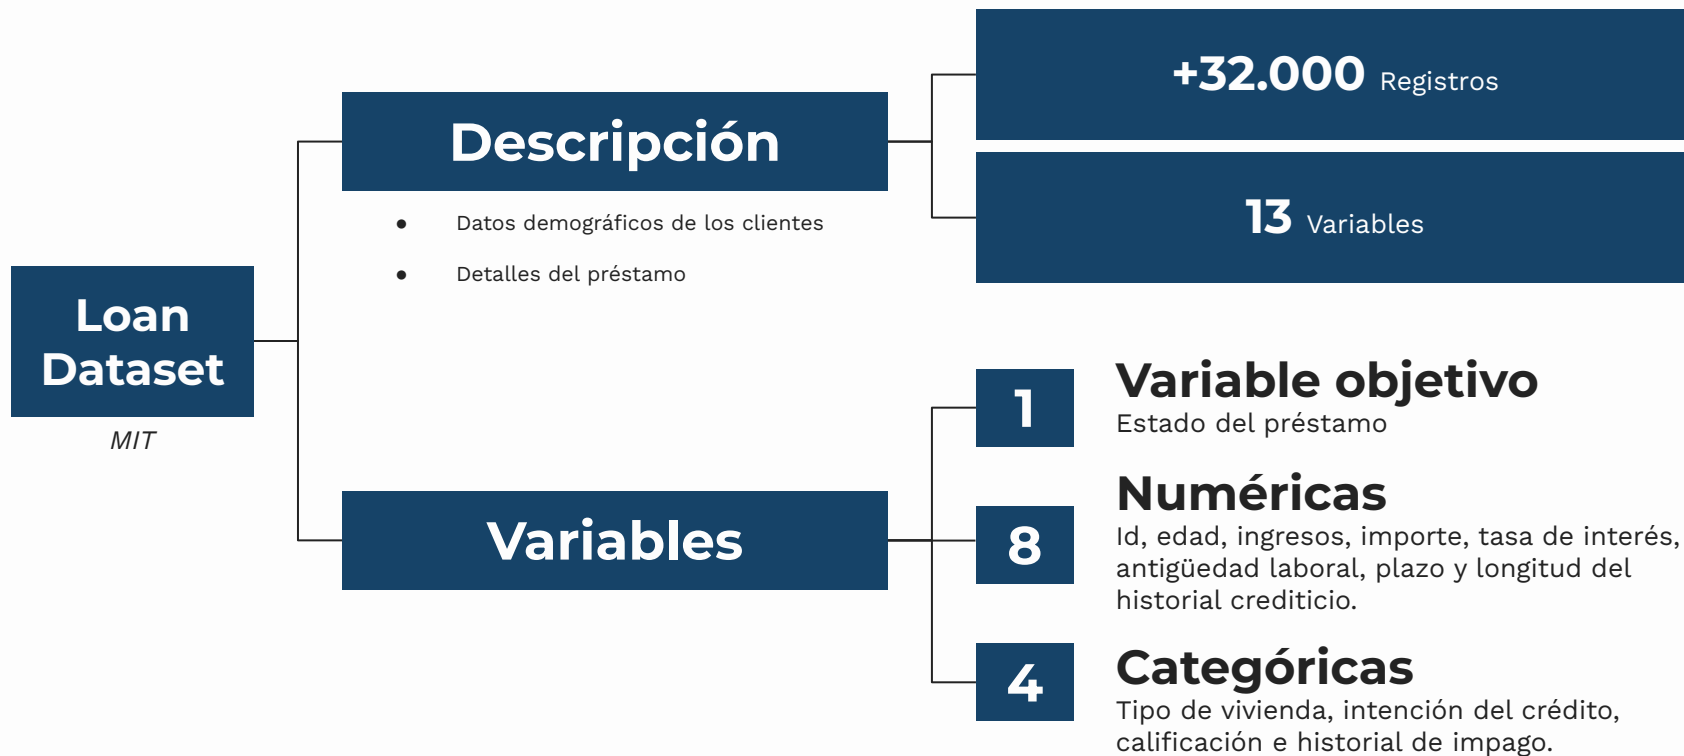 Loan
Dataset
MIT
Descripción
● Datos demográficos de los clientes
● Detalles del préstamo
+32.000 Registros
13 Variables
Variables
1
Variable objetivo
Estado del préstamo
8
Numéricas
Id, edad, ingresos, importe, tasa de interés,
antigüedad laboral, plazo y longitud del
historial crediticio.
4
Categóricas
Tipo de vivienda, intención del crédito,
calificación e historial de impago.